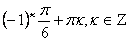 (-1)^κ π/6 + πκ, κ ∈ Z